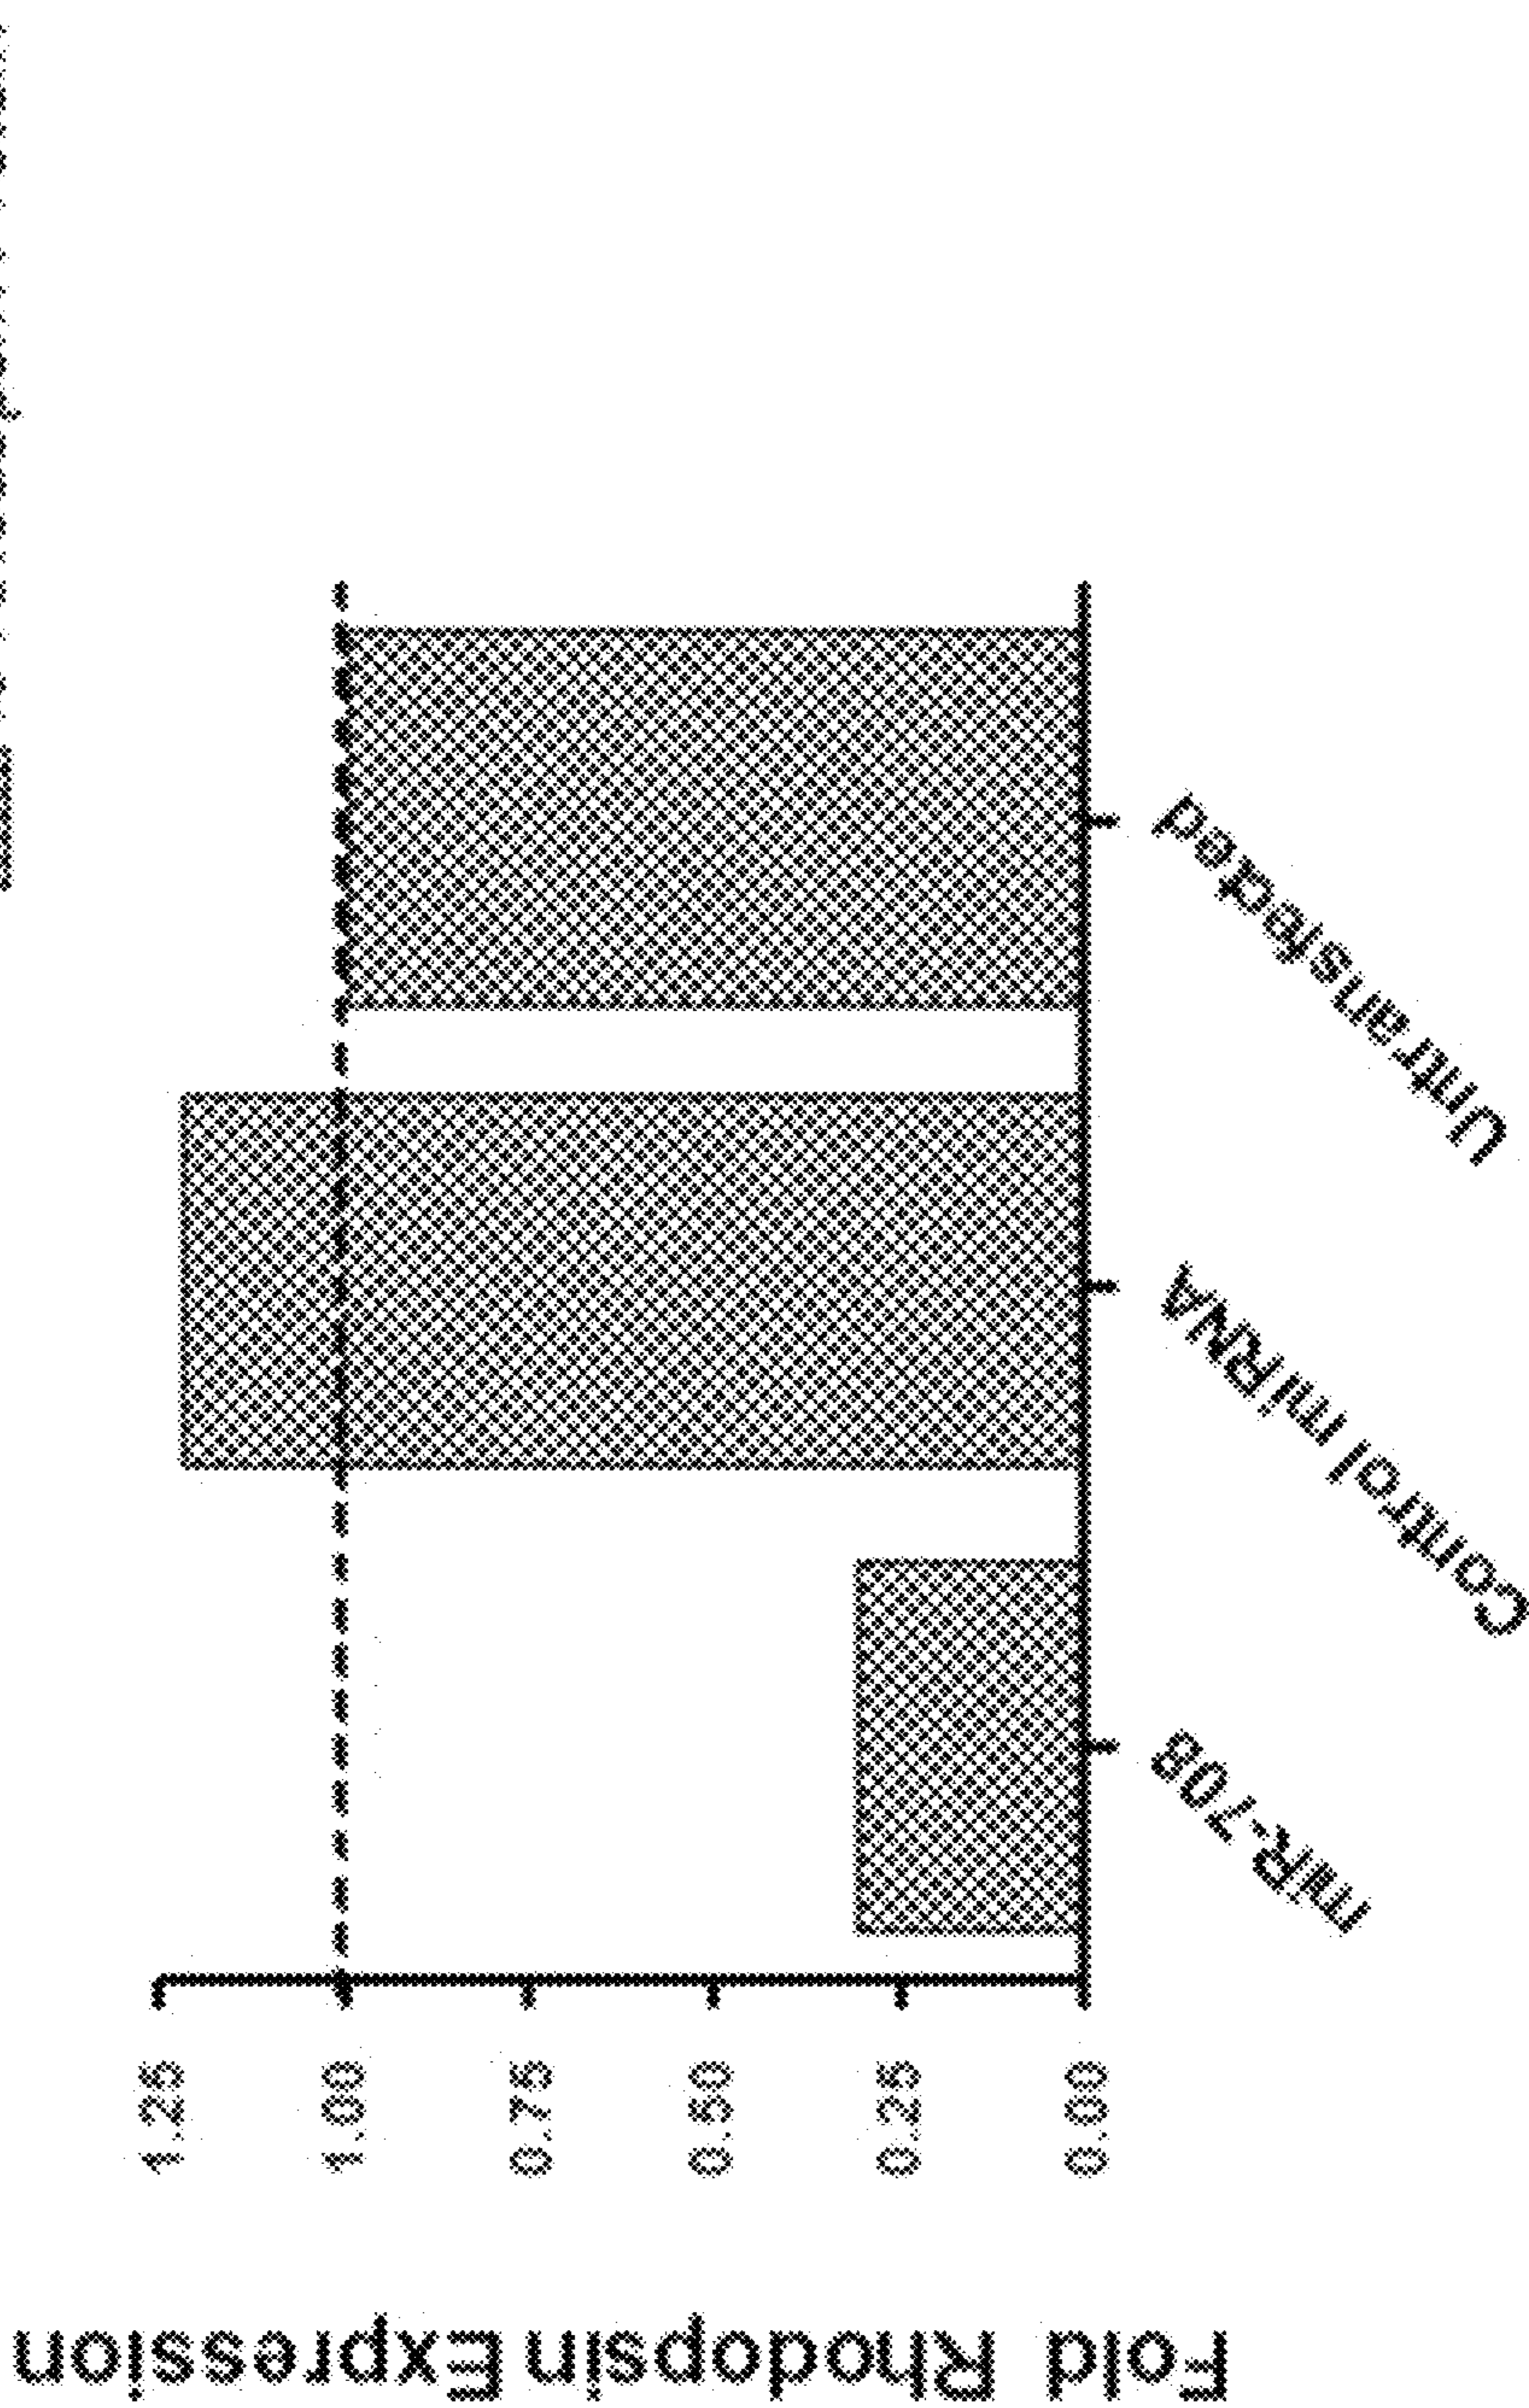 Fold Rhodopsin Expression
1.25
1.00
0.75
0.50
0.25
0.00
miR-708
Control miRNA
Untransfected